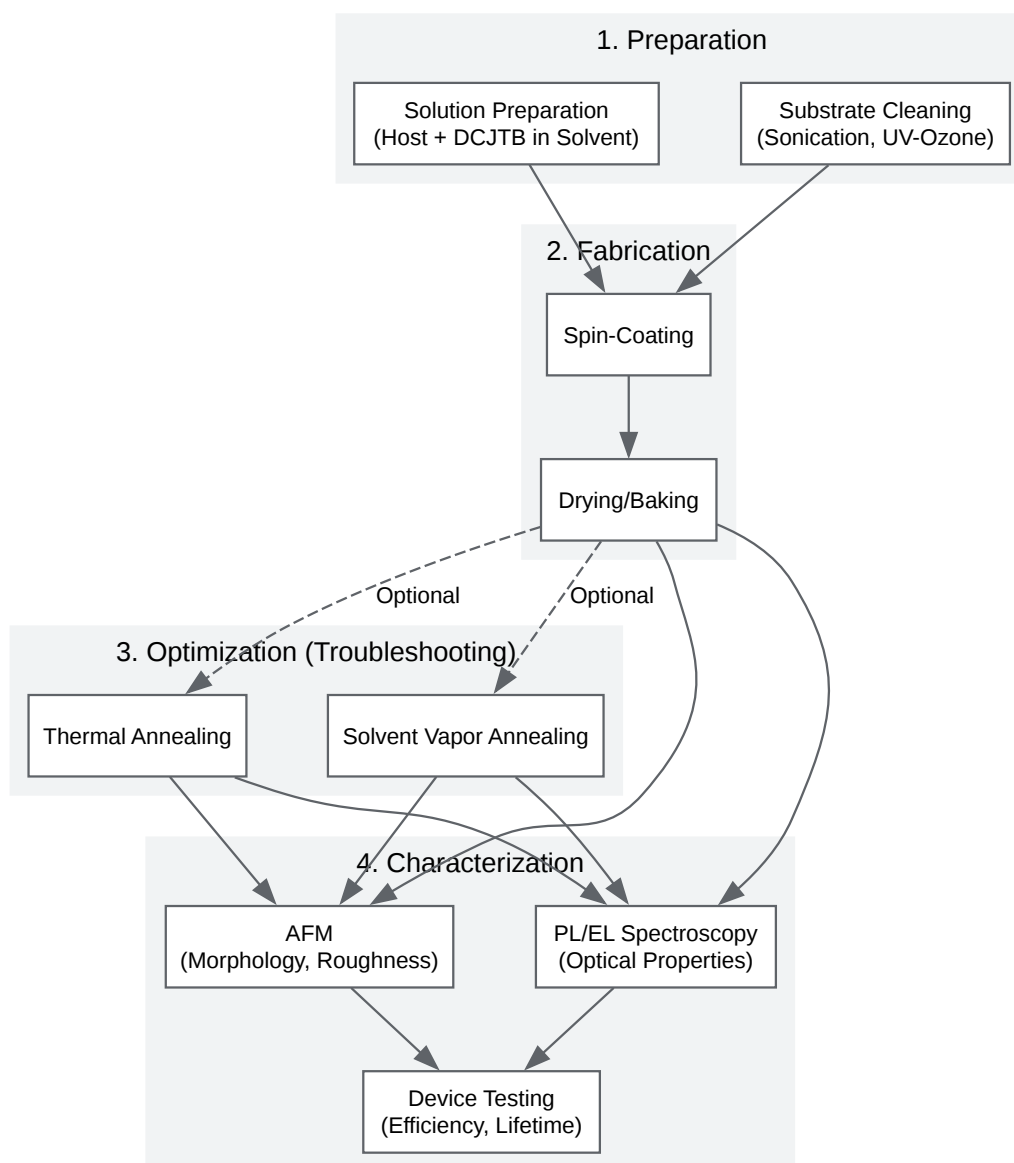 1. Preparation
Solution Preparation
(Host + DCJTB in Solvent)
Substrate Cleaning
(Sonication, UV-Ozone)
2. Fabrication
Spin-Coating
Drying/Baking
Optional
Optional
3. Optimization (Troubleshooting)
Thermal Annealing
Solvent Vapor Annealing
4. Characterization
AFM
(Morphology, Roughness)
PL/EL Spectroscopy
(Optical Properties)
Device Testing
(Efficiency, Lifetime)